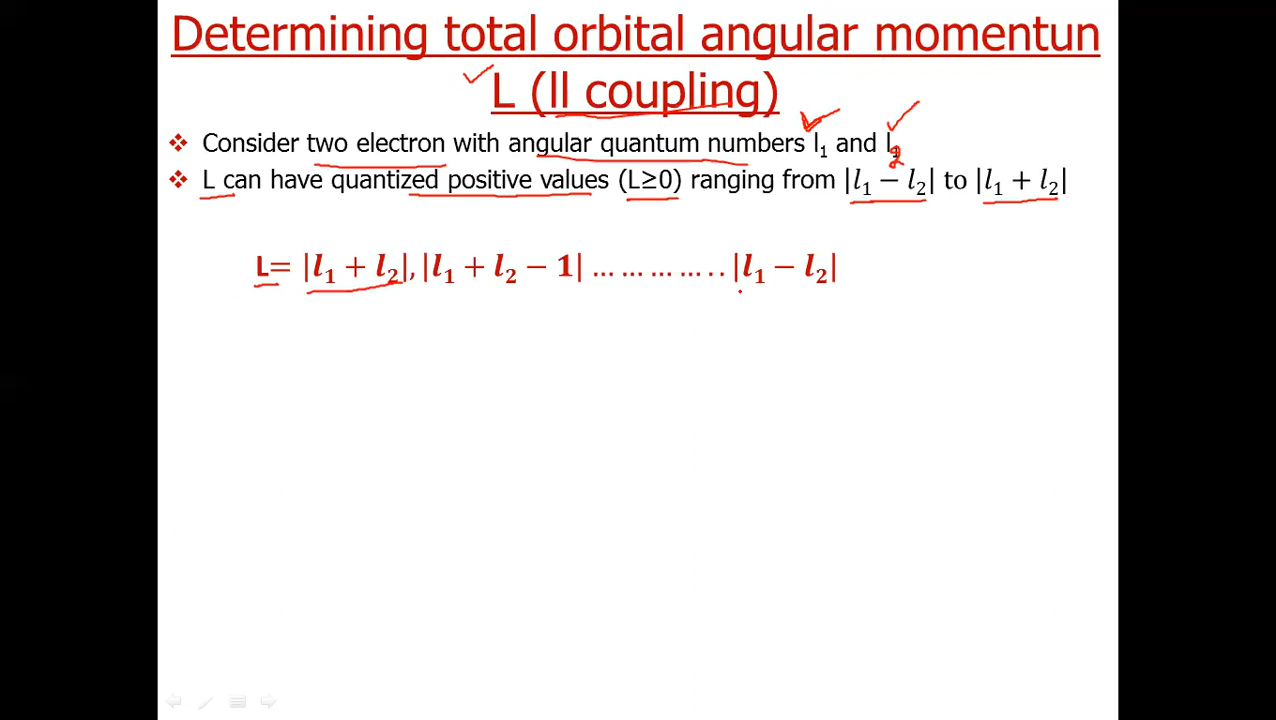 Determining total orbital angular momentun
L (ll coupling)
❖ Consider two electron with angular quantum numbers l₁ and l₂
❖ L can have quantized positive values (L≥0) ranging from |l₁ − l₂| to |l₁ + l₂|
L= |l₁ + l₂|, |l₁ + l₂ − 1| … … … … . . |l₁ − l₂|